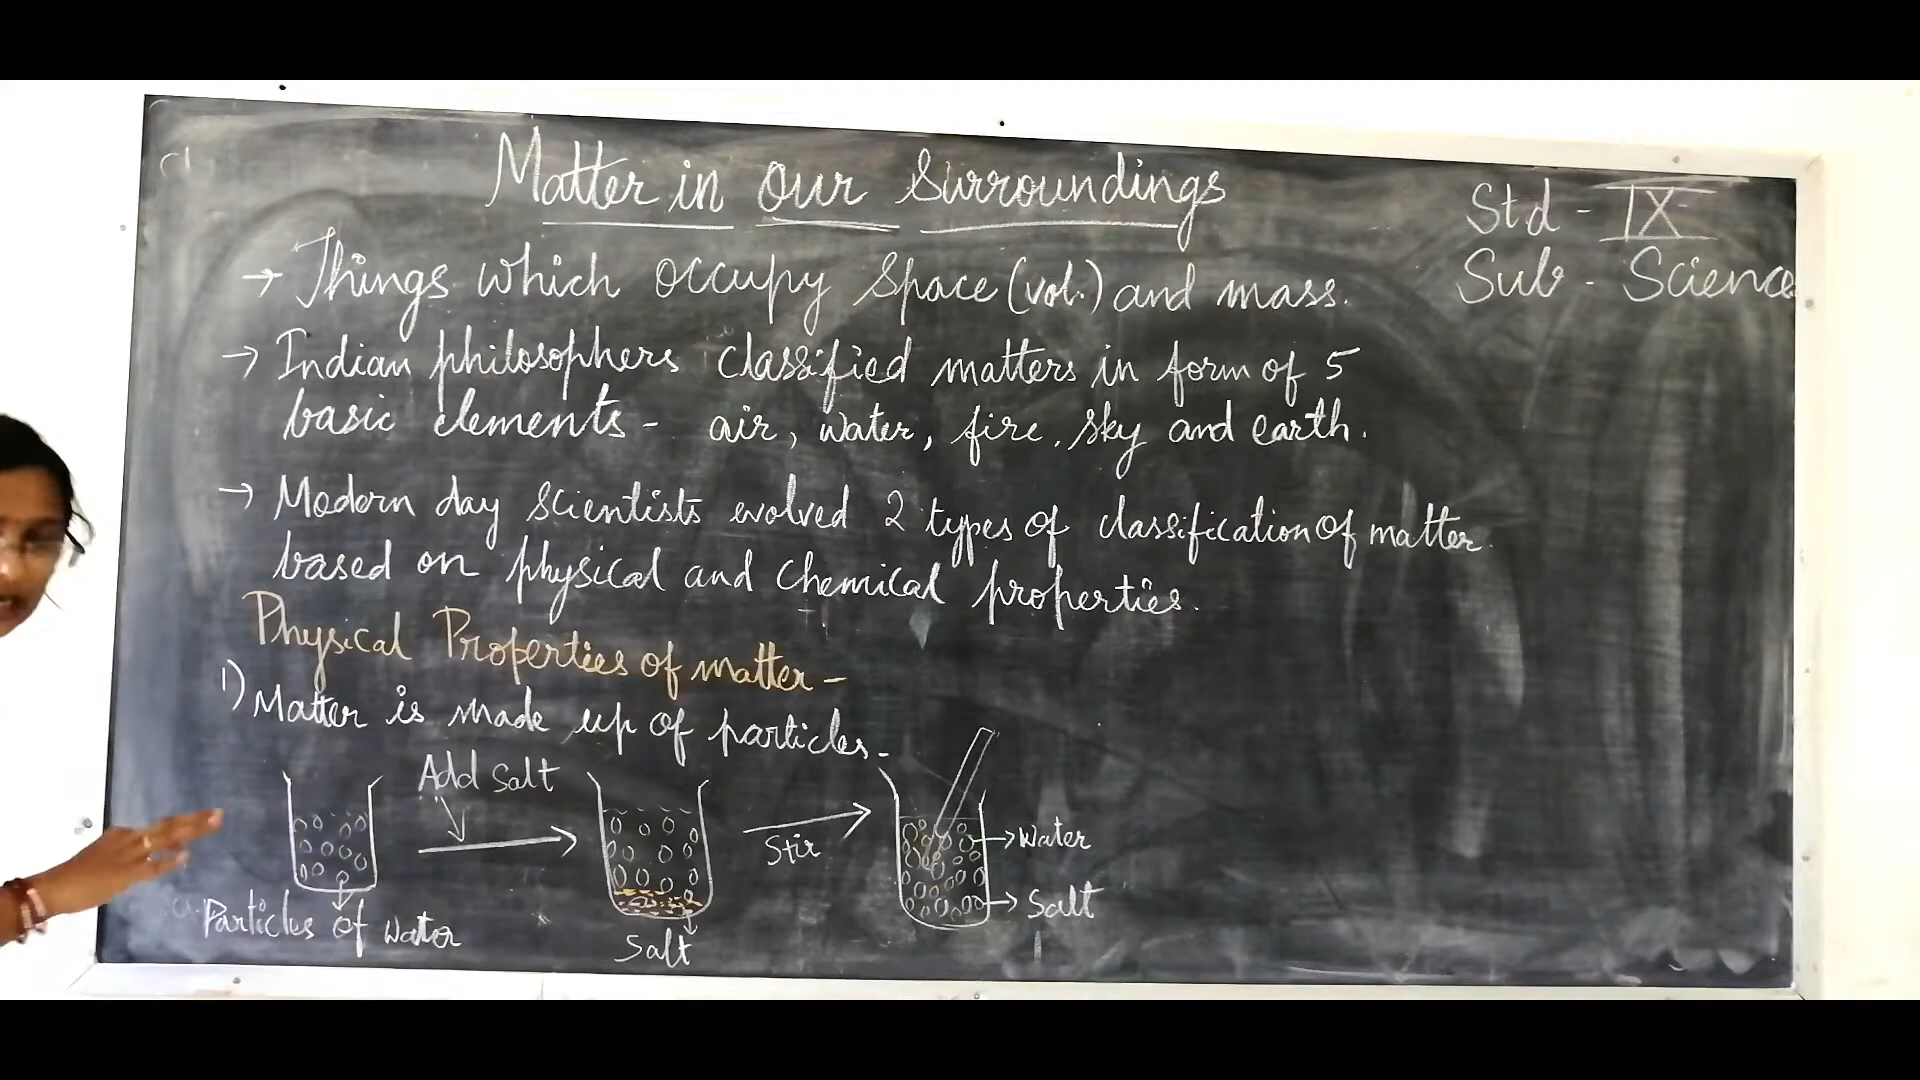 Matter in our Surroundings
Std - IX
Sub - Science
→ Things which occupy space (vol.) and mass.
→ Indian philosophers classified matters in form of 5
basic elements - air, water, fire, sky and earth.
→ Modern day scientists evolved 2 types of classification of matter
based on physical and chemical properties.
Physical Properties of matter -
1) Matter is made up of particles -
Add Salt
Stir
Water
Salt
Particles of water
Salt